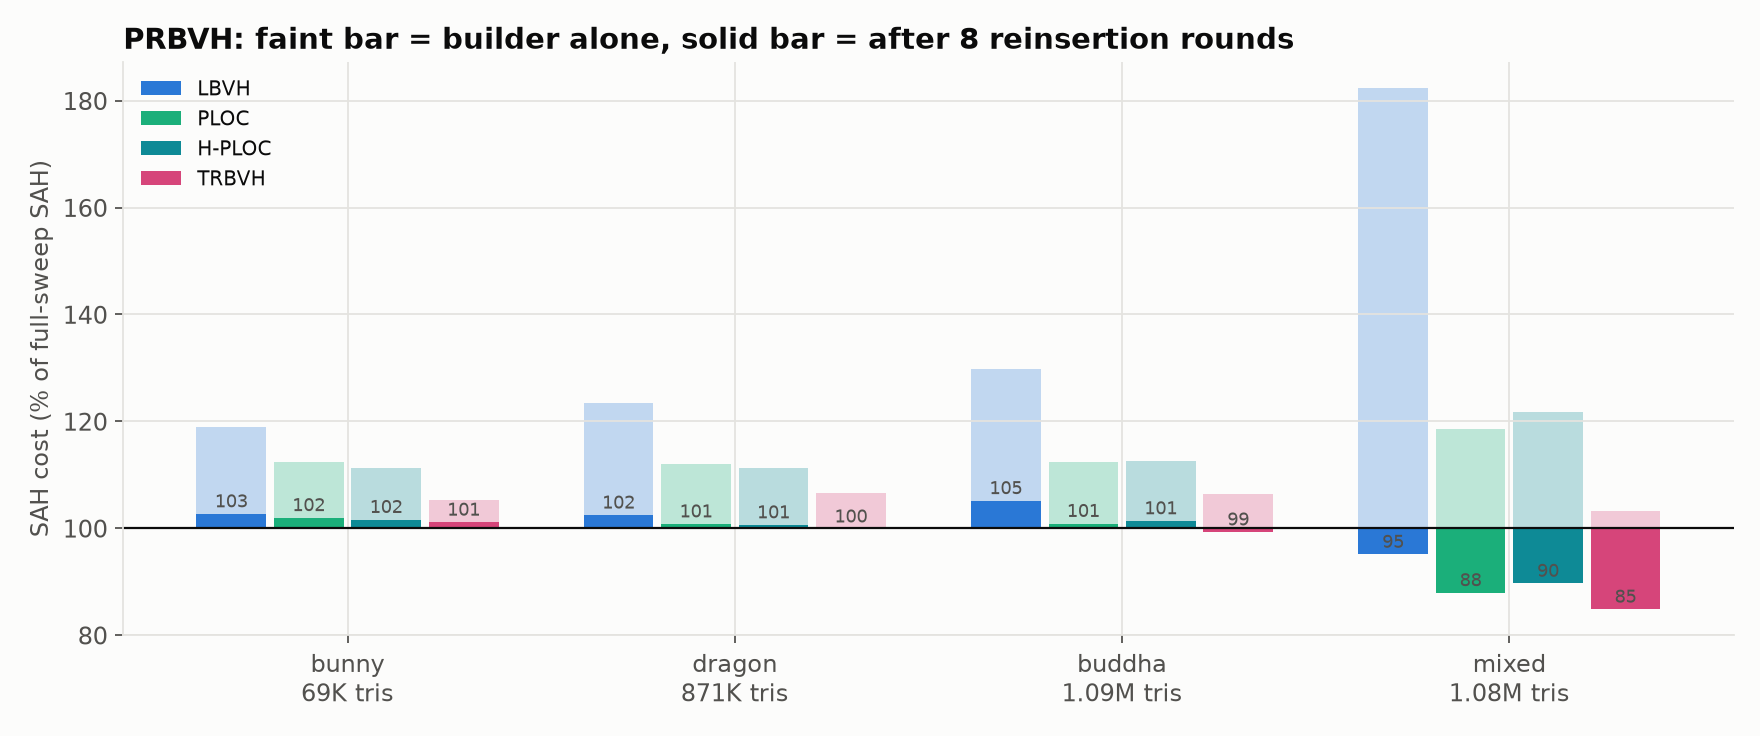 PRBVH: faint bar = builder alone, solid bar = after 8 reinsertion rounds
LBVH
PLOC
H-PLOC
TRBVH
SAH cost (% of full-sweep SAH)
180
160
140
120
100
80
103
102
102
101
102
101
101
100
105
101
101
99
95
88
90
85
bunny
69K tris
dragon
871K tris
buddha
1.09M tris
mixed
1.08M tris